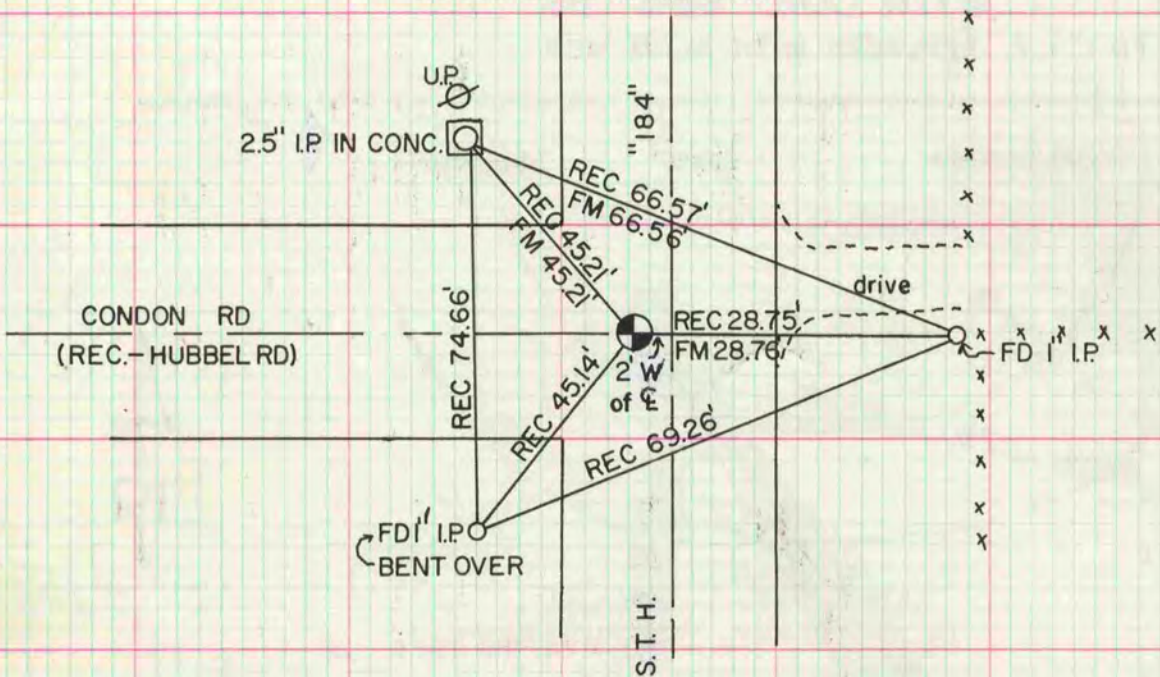 U.P.
2.5" I.P. IN CONC.
"184"
REC 66.57'
FM 66.56'
REC 45.21'
FM 45.21'
REC 74.66'
drive
CONDON RD
(REC.-HUBBEL RD)
REC 28.75'
FM 28.76'
FD 1" I.P.
2' W
of ℄
REC 45.14'
REC 69.26'
FD 1" I.P.
BENT OVER
S.T. H.